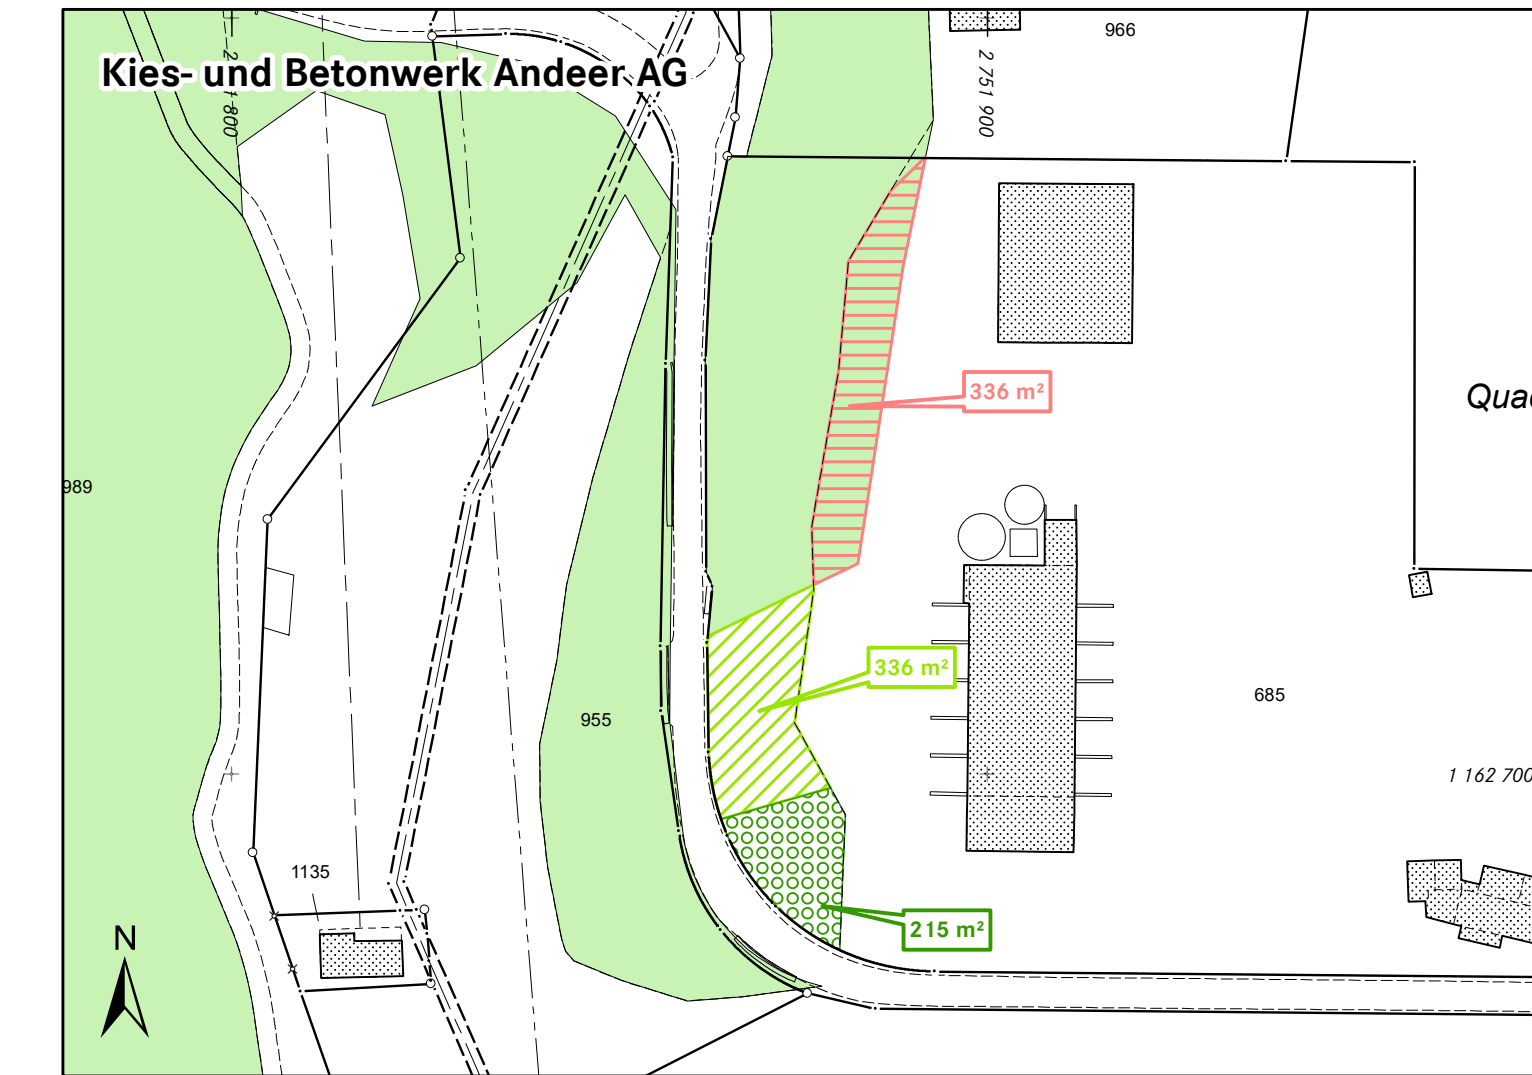 966
Kies- und Betonwerk Andeer AG
2 751 900
336 m²
989
336 m²
685
955
1 162 700
1135
215 m²
N